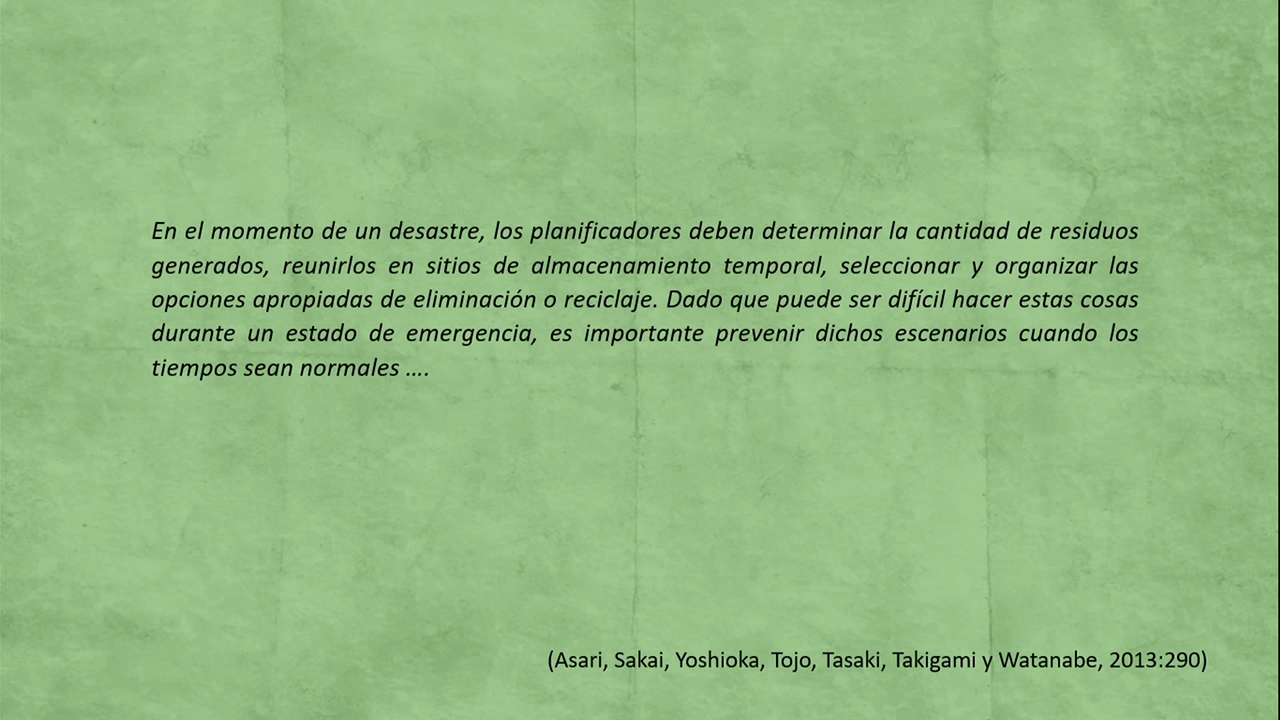 En el momento de un desastre, los planificadores deben determinar la cantidad de residuos
generados, reunirlos en sitios de almacenamiento temporal, seleccionar y organizar las
opciones apropiadas de eliminación o reciclaje. Dado que puede ser difícil hacer estas cosas
durante un estado de emergencia, es importante prevenir dichos escenarios cuando los
tiempos sean normales ….
(Asari, Sakai, Yoshioka, Tojo, Tasaki, Takigami y Watanabe, 2013:290)